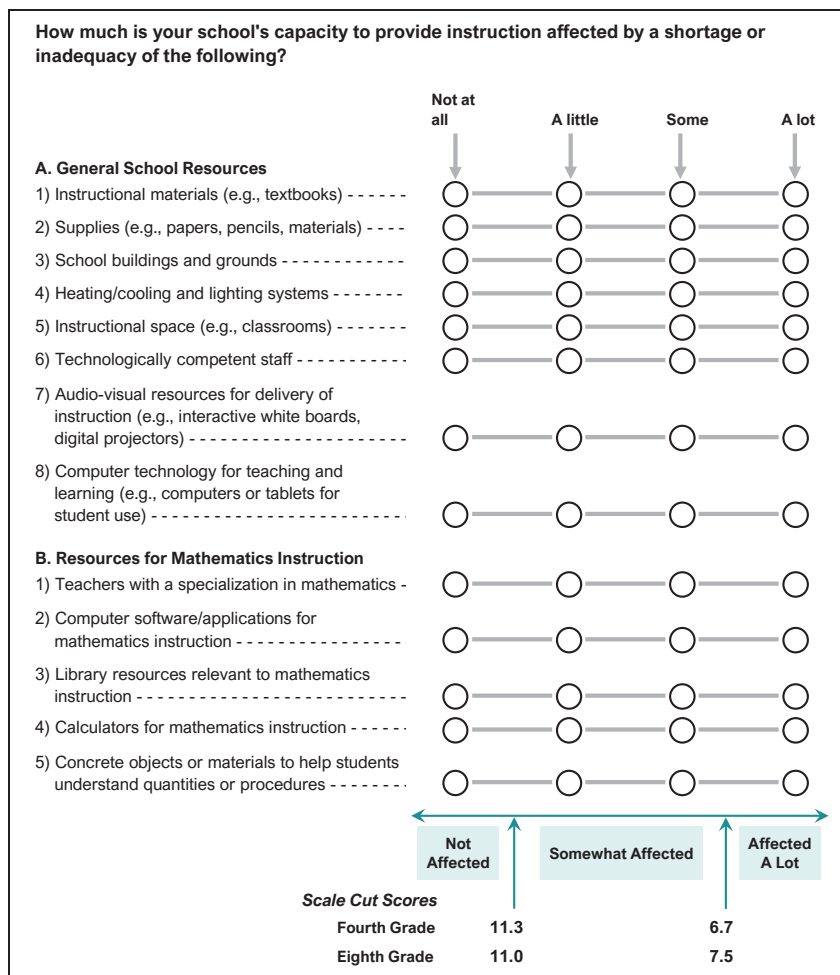 How much is your school's capacity to provide instruction affected by a shortage or
inadequacy of the following?
Not at
all
A little
Some
A lot
A. General School Resources
1) Instructional materials (e.g., textbooks) - - - - - -
2) Supplies (e.g., papers, pencils, materials) - - - -
3) School buildings and grounds - - - - - - - - - - - -
4) Heating/cooling and lighting systems - - - - - - -
5) Instructional space (e.g., classrooms) - - - - - - -
6) Technologically competent staff - - - - - - - - - - -
7) Audio-visual resources for delivery of
instruction (e.g., interactive white boards,
digital projectors) - - - - - - - - - - - - - - - - - - - - -
8) Computer technology for teaching and
learning (e.g., computers or tablets for
student use) - - - - - - - - - - - - - - - - - - - - - - - - -
B. Resources for Mathematics Instruction
1) Teachers with a specialization in mathematics -
2) Computer software/applications for
mathematics instruction - - - - - - - - - - - - - - - -
3) Library resources relevant to mathematics
instruction - - - - - - - - - - - - - - - - - - - - - - - - - -
4) Calculators for mathematics instruction - - - - - -
5) Concrete objects or materials to help students
understand quantities or procedures - - - - - - - -
Not
Affected
Somewhat Affected
Affected
A Lot
Scale Cut Scores
Fourth Grade 11.3 6.7
Eighth Grade 11.0 7.5